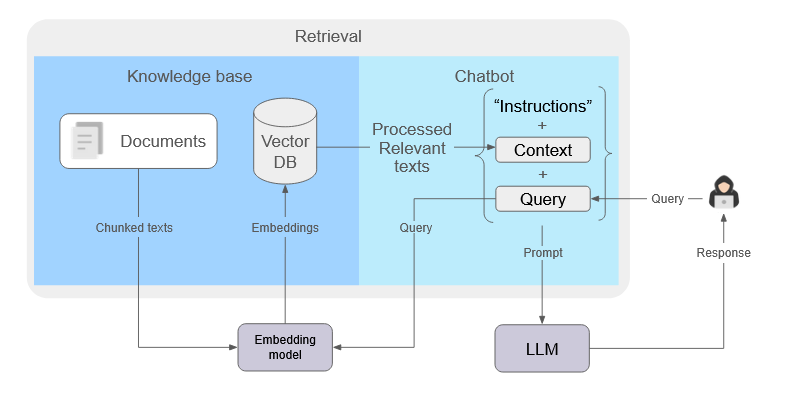 Retrieval
Knowledge base
Chatbot
Documents
Vector
DB
Processed
Relevant
texts
“Instructions”
+
Context
+
Query
Chunked texts
Embeddings
Query
Prompt
Query
Response
Embedding
model
LLM